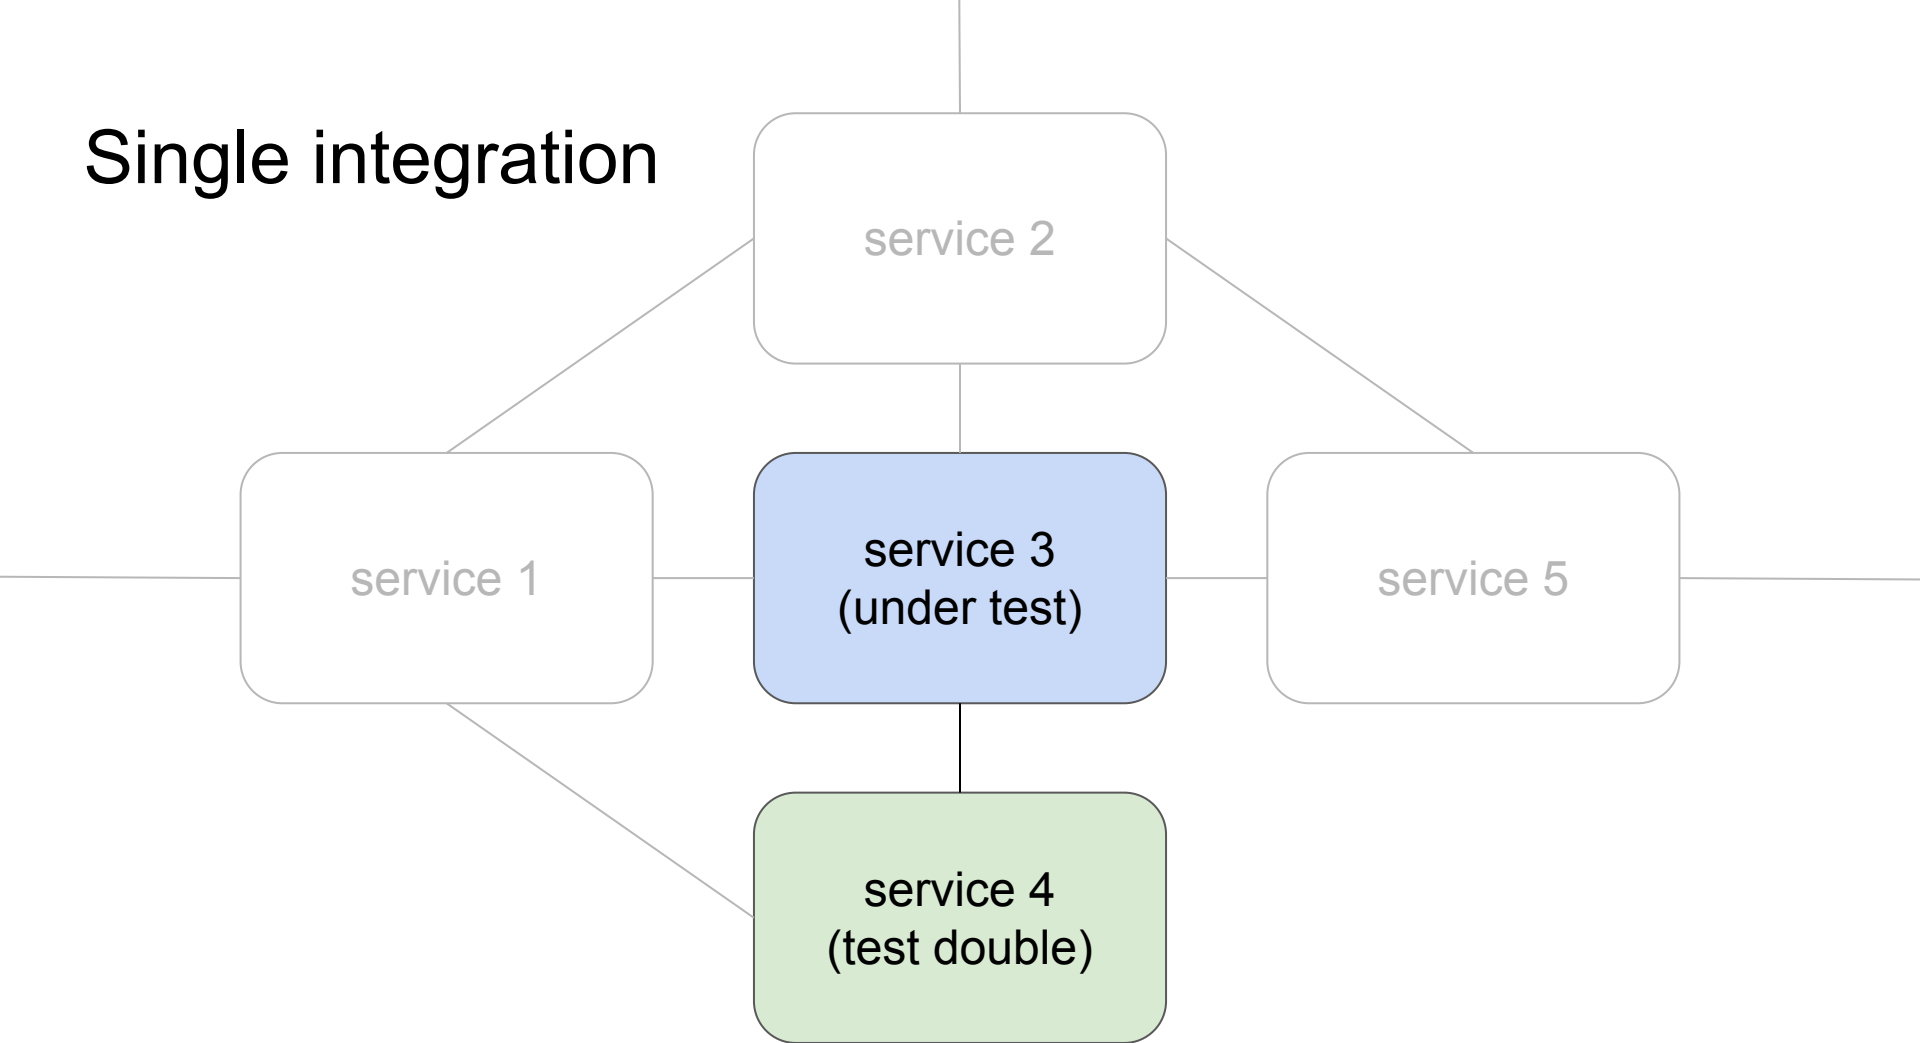 Single integration
service 2
service 1
service 3
(under test)
service 5
service 4
(test double)